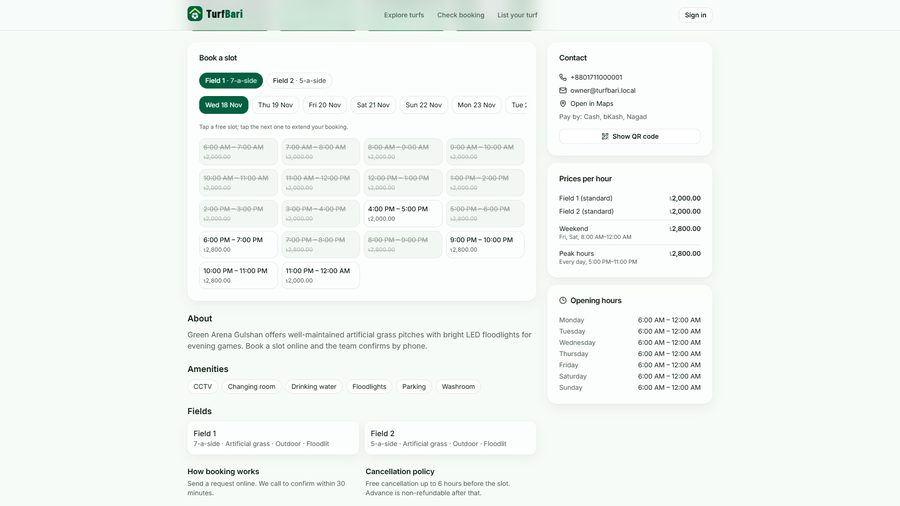 TurfBari
Explore turfs
Check booking
List your turf
Sign in
Book a slot
Field 1 · 7-a-side
Field 2 · 5-a-side
Wed 18 Nov
Thu 19 Nov
Fri 20 Nov
Sat 21 Nov
Sun 22 Nov
Mon 23 Nov
Tue 2
Tap a free slot; tap the next one to extend your booking.
6:00 AM – 7:00 AM
৳2,000.00
7:00 AM – 8:00 AM
৳2,000.00
8:00 AM – 9:00 AM
৳2,000.00
9:00 AM – 10:00 AM
৳2,000.00
10:00 AM – 11:00 AM
৳2,000.00
11:00 AM – 12:00 PM
৳2,000.00
12:00 PM – 1:00 PM
৳2,000.00
1:00 PM – 2:00 PM
৳2,000.00
2:00 PM – 3:00 PM
৳2,000.00
3:00 PM – 4:00 PM
৳2,000.00
4:00 PM – 5:00 PM
৳2,000.00
5:00 PM – 6:00 PM
৳2,800.00
6:00 PM – 7:00 PM
৳2,800.00
7:00 PM – 8:00 PM
৳2,800.00
8:00 PM – 9:00 PM
৳2,800.00
9:00 PM – 10:00 PM
৳2,800.00
10:00 PM – 11:00 PM
৳2,800.00
11:00 PM – 12:00 AM
৳2,000.00
About
Green Arena Gulshan offers well-maintained artificial grass pitches with bright LED floodlights for
evening games. Book a slot online and the team confirms by phone.
Amenities
CCTV
Changing room
Drinking water
Floodlights
Parking
Washroom
Fields
Field 1
7-a-side · Artificial grass · Outdoor · Floodlit
Field 2
5-a-side · Artificial grass · Outdoor · Floodlit
How booking works
Send a request online. We call to confirm within 30
minutes.
Cancellation policy
Free cancellation up to 6 hours before the slot.
Advance is non-refundable after that.
Contact
+8801711000001
owner@turfbari.local
Open in Maps
Pay by: Cash, bKash, Nagad
Show QR code
Prices per hour
Field 1 (standard) ৳2,000.00
Field 2 (standard) ৳2,000.00
Weekend ৳2,800.00
Fri, Sat, 8:00 AM–12:00 AM
Peak hours ৳2,800.00
Every day, 5:00 PM–11:00 PM
Opening hours
Monday 6:00 AM – 12:00 AM
Tuesday 6:00 AM – 12:00 AM
Wednesday 6:00 AM – 12:00 AM
Thursday 6:00 AM – 12:00 AM
Friday 6:00 AM – 12:00 AM
Saturday 6:00 AM – 12:00 AM
Sunday 6:00 AM – 12:00 AM